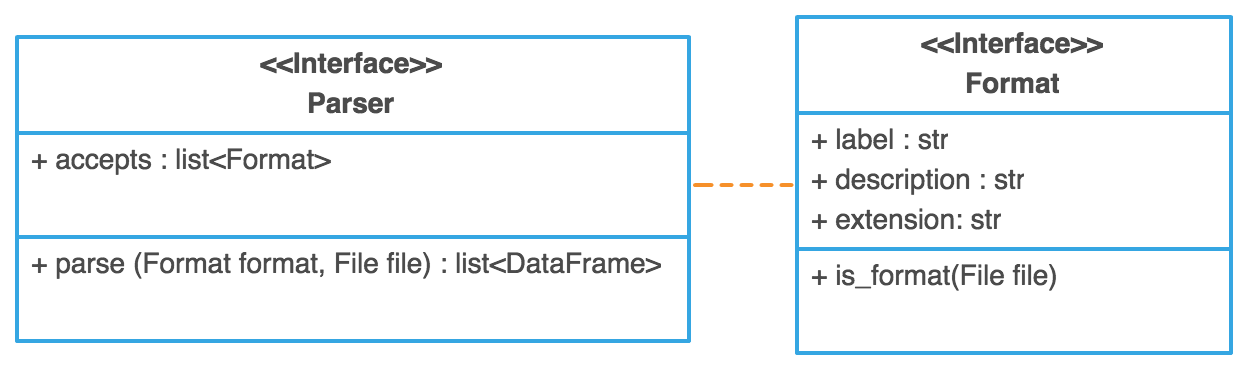 <<Interface>>
Parser
+ accepts : list<Format>
+ parse (Format format, File file) : list<DataFrame>
<<Interface>>
Format
+ label : str
+ description : str
+ extension: str
+ is_format(File file)